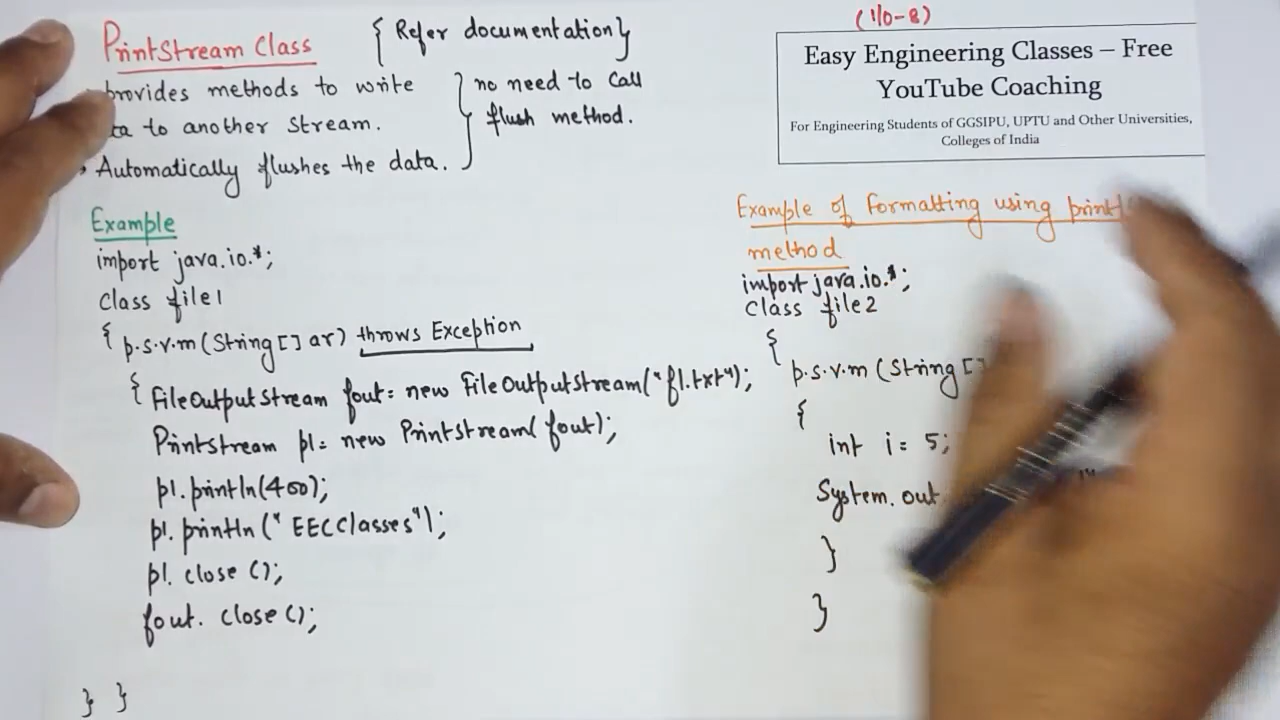 PrintStream Class { Refer documentation}
provides methods to write
to another stream.
Automatically flushes the data.
no need to call
flush method.
(I/O-8)
Easy Engineering Classes – Free
YouTube Coaching
For Engineering Students of GGSIPU, UPTU and Other Universities,
Colleges of India
Example
import java.io.*;
class file1
{ p.s.v.m (String [] ar) throws Exception
{ FileOutputStream fout= new FileOutputStream("f1.txt");
PrintStream p1= new PrintStream( fout);
p1.println(400);
p1. println (" EECClasses");
p1. close ();
fout. close ();
} }
Example of Formatting using
method
import java.io.*;
class file2
{
p.s.v.m (String [
{
int i= 5;
System. out.
}
}